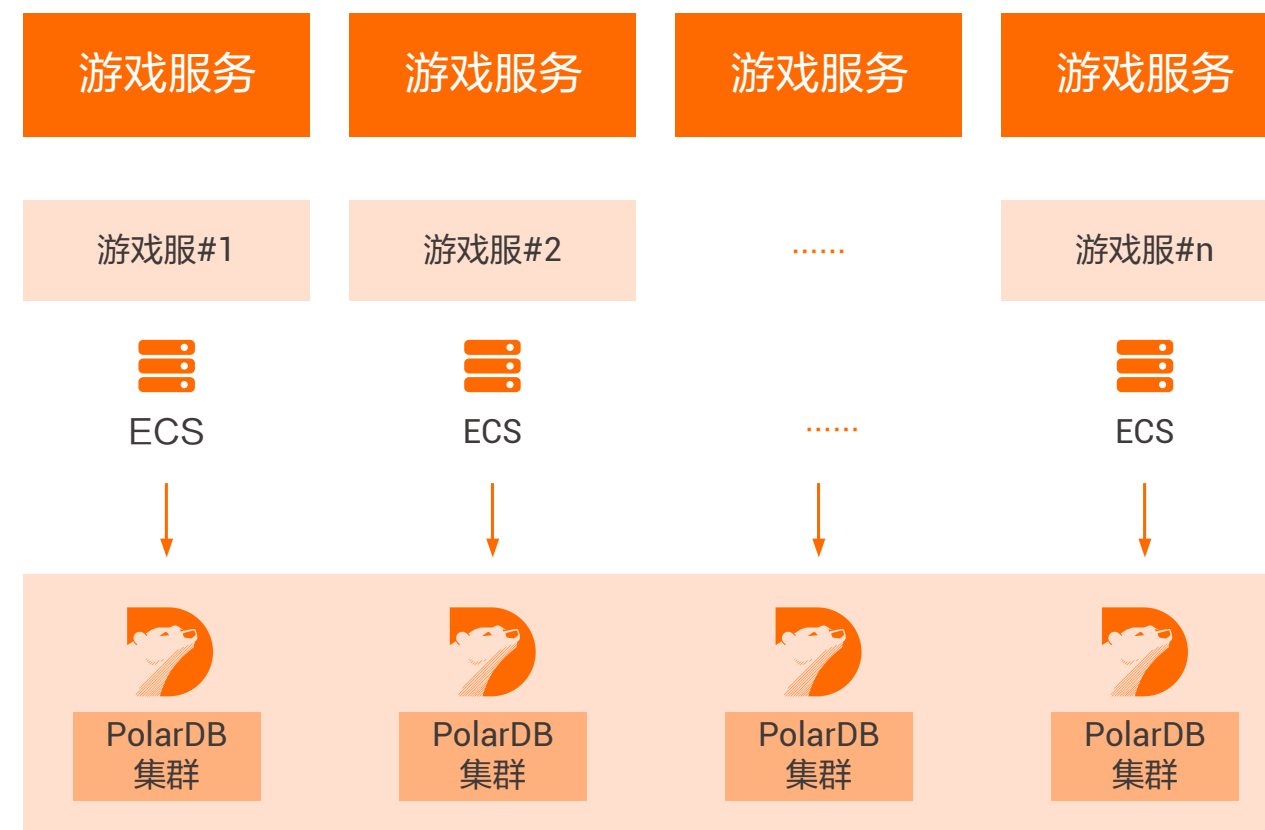 游戏服务
游戏服务
游戏服务
游戏服务
游戏服#1
游戏服#2
······
游戏服#n
ECS
ECS
······
ECS
PolarDB
集群
PolarDB
集群
PolarDB
集群
PolarDB
集群